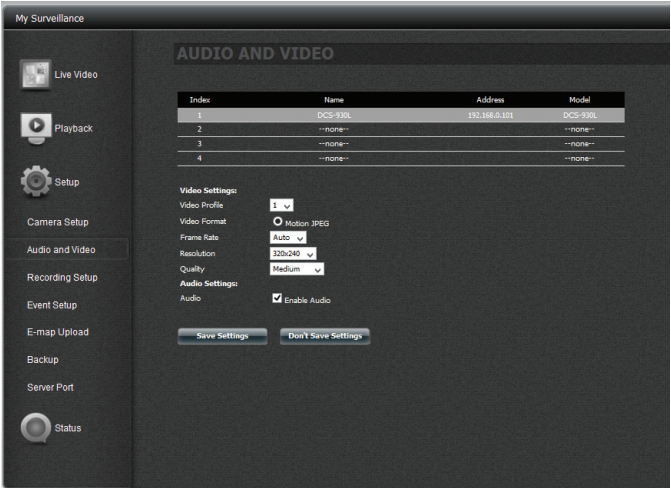 My Surveillance
Live Video
Playback
Setup
Camera Setup
Audio and Video
Recording Setup
Event Setup
E-map Upload
Backup
Server Port
Status
AUDIO AND VIDEO
Index Name Address Model
1 DCS-930L 192.168.0.101 DCS-930L
2 --none-- --none--
3 --none-- --none--
4 --none-- --none--
Video Settings:
Video Profile 1
Video Format Motion JPEG
Frame Rate Auto
Resolution 320x240
Quality Medium
Audio Settings:
Audio Enable Audio
Save Settings Don't Save Settings